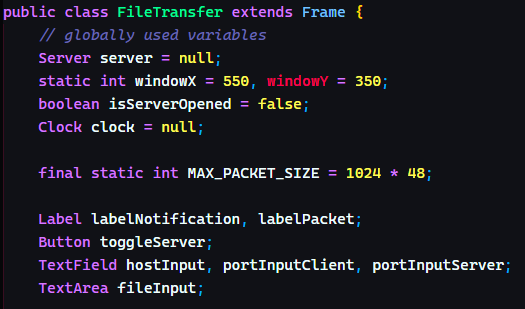 public class FileTransfer extends Frame {
// globally used variables
Server server = null;
static int windowX = 550, windowY = 350;
boolean isServerOpened = false;
Clock clock = null;
final static int MAX_PACKET_SIZE = 1024 * 48;
Label labelNotification, labelPacket;
Button toggleServer;
TextField hostInput, portInputClient, portInputServer;
TextArea fileInput;